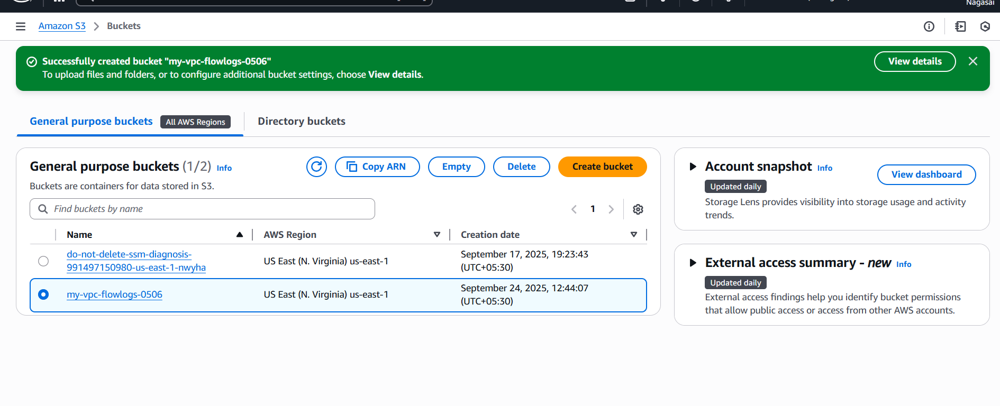 Nagasai
Amazon S3 > Buckets
Successfully created bucket "my-vpc-flowlogs-0506"
To upload files and folders, or to configure additional bucket settings, choose View details.
View details
General purpose buckets All AWS Regions
Directory buckets
General purpose buckets (1/2) Info
Copy ARN
Empty
Delete
Create bucket
Buckets are containers for data stored in S3.
Find buckets by name
1
Name AWS Region Creation date
do-not-delete-ssm-diagnosis-
991497150980-us-east-1-nwyha
US East (N. Virginia) us-east-1
September 17, 2025, 19:23:43
(UTC+05:30)
my-vpc-flowlogs-0506
US East (N. Virginia) us-east-1
September 24, 2025, 12:44:07
(UTC+05:30)
Account snapshot Info
View dashboard
Updated daily
Storage Lens provides visibility into storage usage and activity
trends.
External access summary - new Info
Updated daily
External access findings help you identify bucket permissions
that allow public access or access from other AWS accounts.